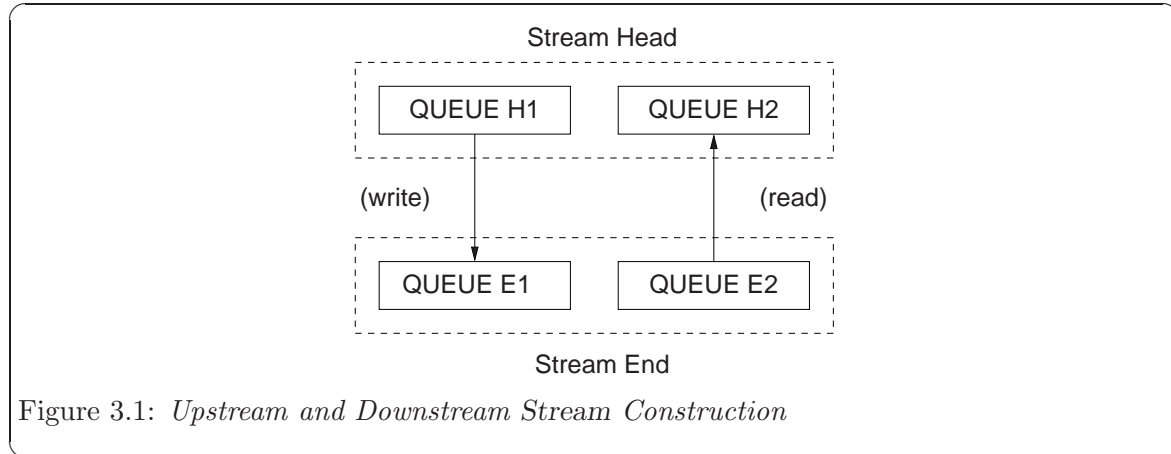 Stream Head
QUEUE H1 QUEUE H2
(write) (read)
QUEUE E1 QUEUE E2
Stream End
Figure 3.1: Upstream and Downstream Stream Construction